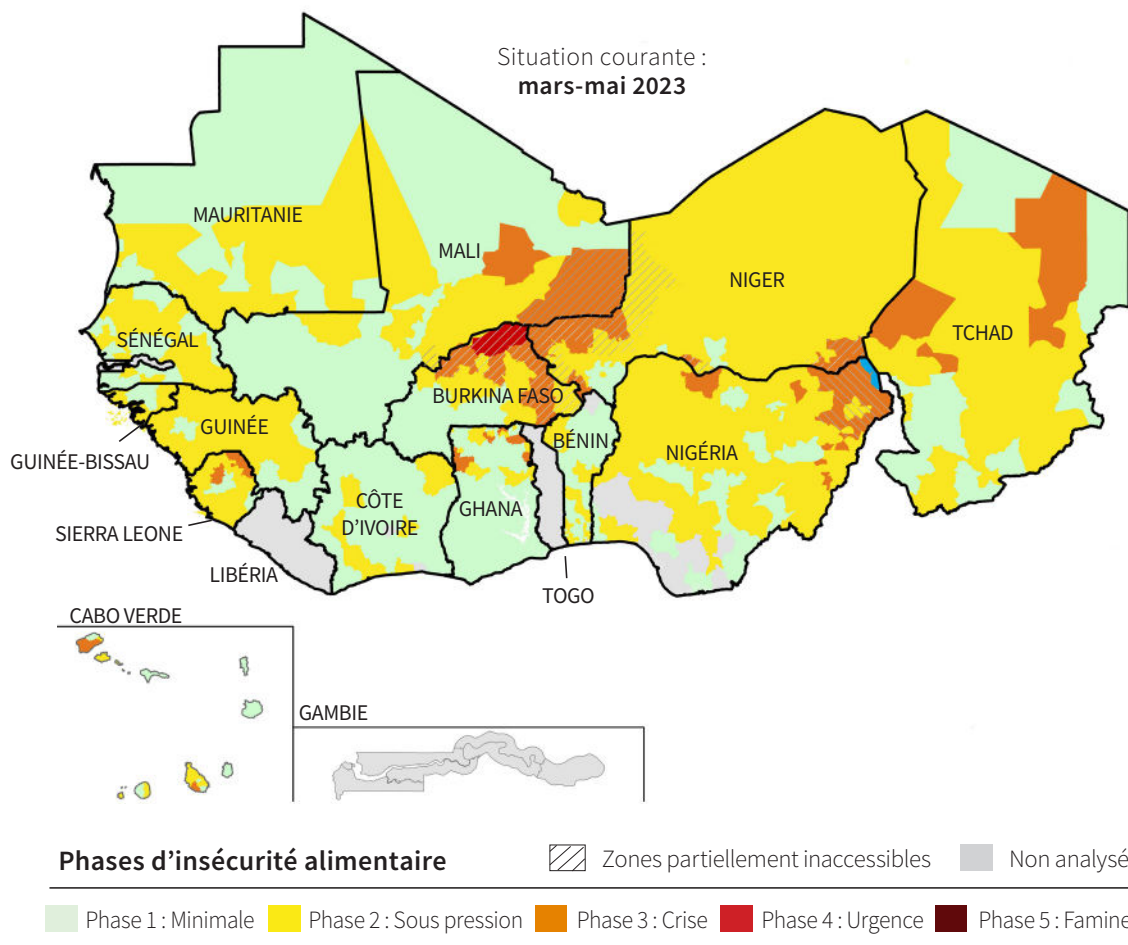 Situation courante :
mars-mai 2023
MAURITANIE
MALI
NIGER
TCHAD
SÉNÉGAL
BURKINA FASO
GUINÉE
BÉNIN
NIGÉRIA
GUINÉE-BISSAU
CÔTE
D'IVOIRE
GHANA
SIERRA LEONE
LIBÉRIA
TOGO
CABO VERDE
GAMBIE
Phases d'insécurité alimentaire
Zones partiellement inaccessibles
Non analysé
Phase 1 : Minimale
Phase 2 : Sous pression
Phase 3 : Crise
Phase 4 : Urgence
Phase 5 : Famine